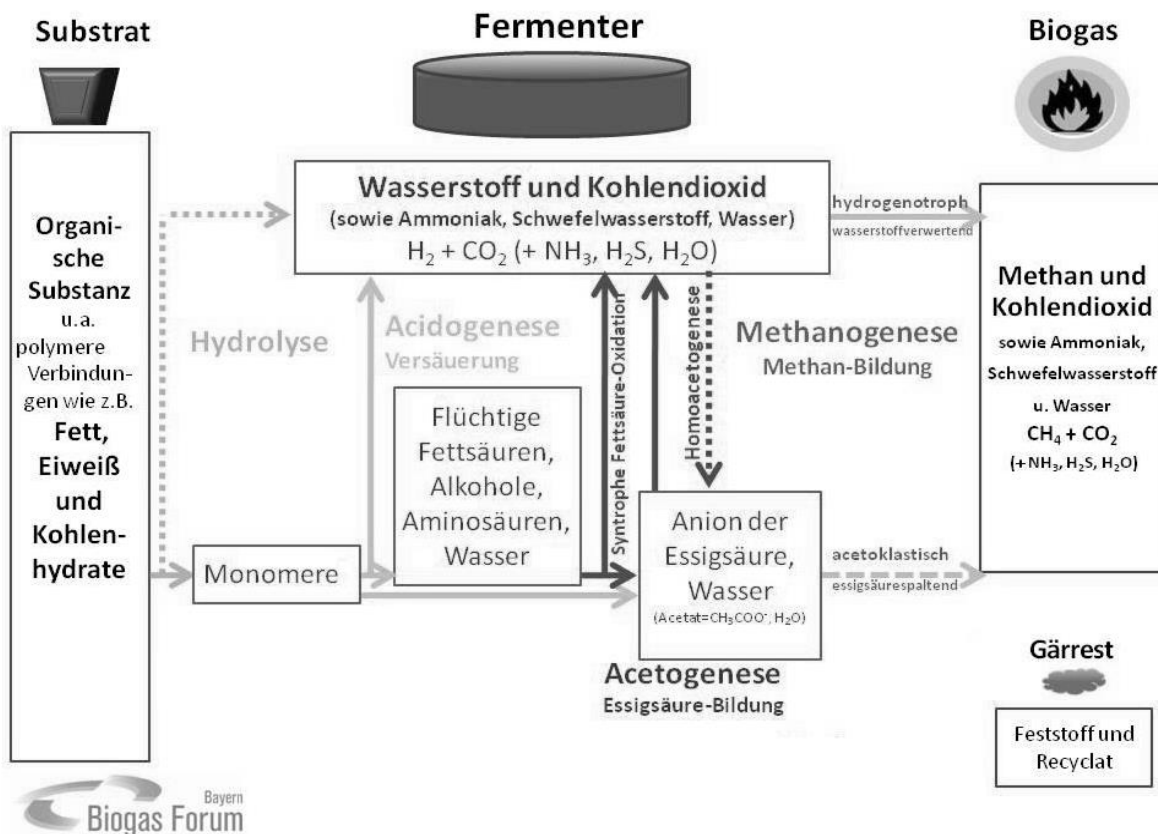 Substrat
Fermenter
Biogas
Organi-
sche
Substanz
u.a.
polymere
Verbindun-
gen wie z.B.
Fett,
Eiweiß
und
Kohlen-
hydrate
Wasserstoff und Kohlendioxid
(sowie Ammoniak, Schwefelwasserstoff, Wasser)
H₂ + CO₂ (+ NH₃, H₂S, H₂O)
hydrogenotroph
wasserstoffverwertend
Hydrolyse
Acidogenese
Versäuerung
Syntrophe Fettsäure-Oxidation
Homoacetogenese
Methanogenese
Methan-Bildung
Monomere
Flüchtige
Fettsäuren,
Alkohole,
Aminosäuren,
Wasser
Anion der
Essigsäure,
Wasser
(Acetat=CH₃COO⁻, H₂O)
Acetogenese
Essigsäure-Bildung
acetoklastisch
essigsäurespaltend
Methan und
Kohlendioxid
sowie Ammoniak,
Schwefelwasserstoff
u. Wasser
CH₄ + CO₂
(+NH₃, H₂S, H₂O)
Gärrest
Feststoff und
Recyclat
Bayern
Biogas Forum